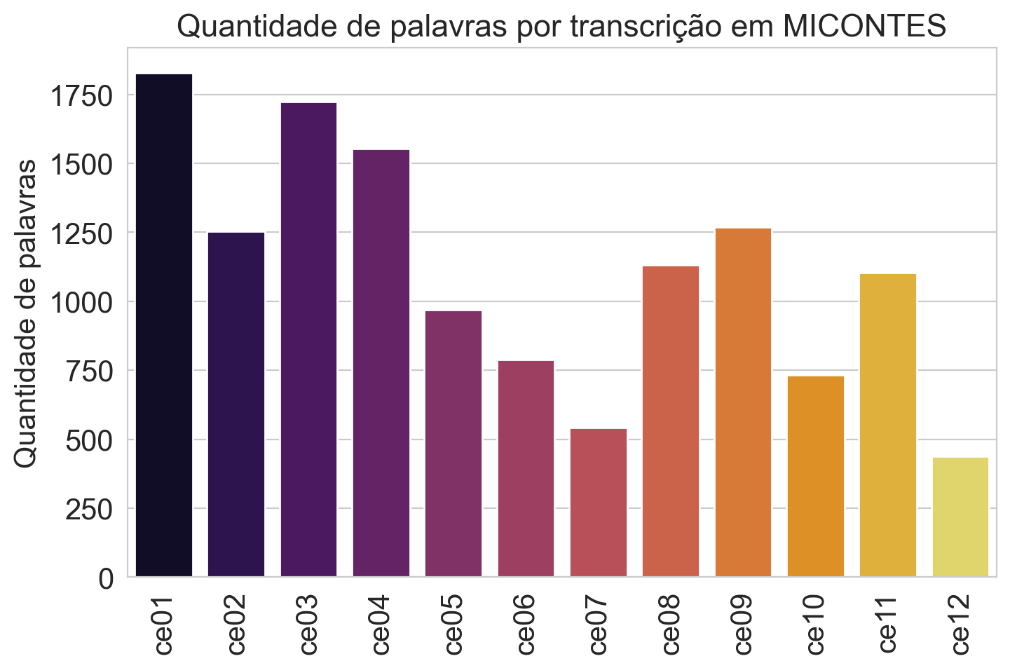 Quantidade de palavras por transcrição em MICONTES
Quantidade de palavras
1750
1500
1250
1000
750
500
250
0
ce01
ce02
ce03
ce04
ce05
ce06
ce07
ce08
ce09
ce10
ce11
ce12